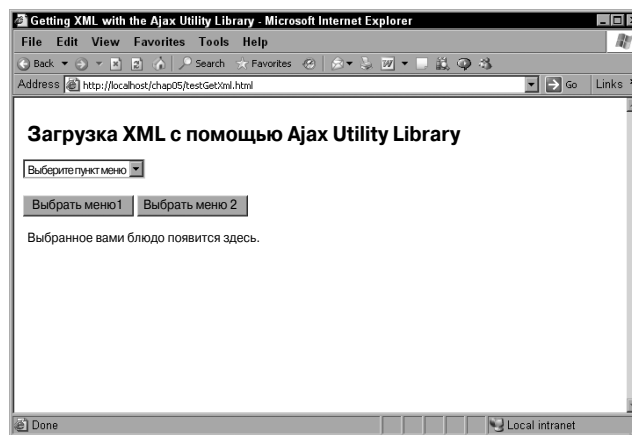 Getting XML with the Ajax Utility Library - Microsoft Internet Explorer
File Edit View Favorites Tools Help
Back Search Favorites
Address http://localhost/chap05/testGetXml.html Go Links
Загрузка XML с помощью Ajax Utility Library
Выберите пункт меню
Выбрать меню1 Выбрать меню 2
Выбранное вами блюдо появится здесь.
Done Local intranet